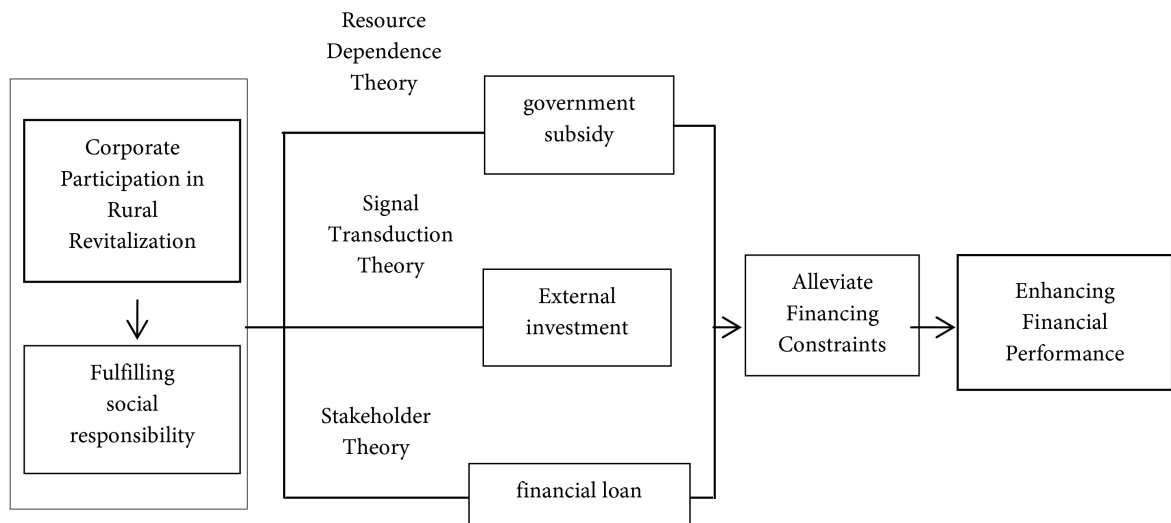 Resource
Dependence
Theory
Corporate
Participation in
Rural
Revitalization
Fulfilling
social
responsibility
government
subsidy
Signal
Transduction
Theory
External
investment
Stakeholder
Theory
financial loan
Alleviate
Financing
Constraints
Enhancing
Financial
Performance